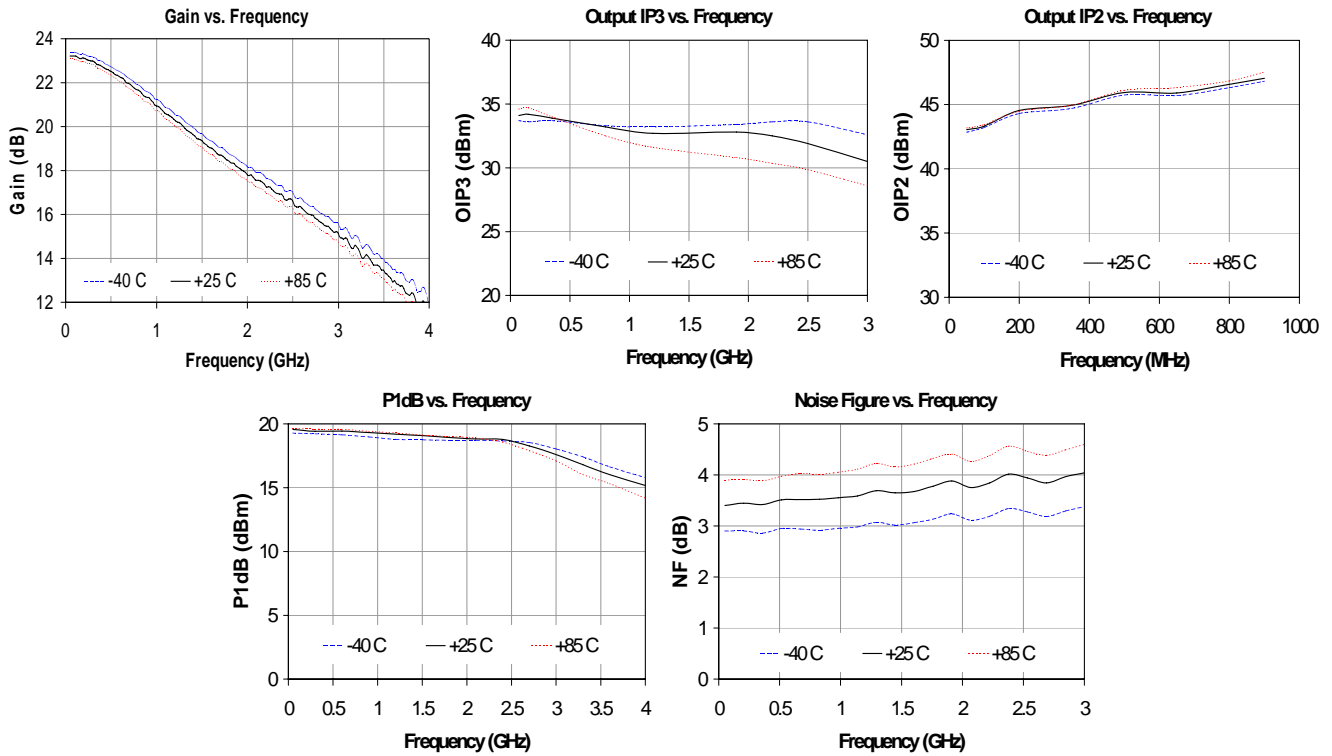 Gain vs. Frequency
24
22
20
18
16
14
12
Gain (dB)
-40 C +25 C +85 C
0 1 2 3 4
Frequency (GHz)
Output IP3 vs. Frequency
40
35
30
25
20
OIP3 (dBm)
-40 C +25 C +85 C
0 0.5 1 1.5 2 2.5 3
Frequency (GHz)
Output IP2 vs. Frequency
50
45
40
35
30
OIP2 (dBm)
-40 C +25 C +85 C
0 200 400 600 800 1000
Frequency (MHz)
P1dB vs. Frequency
20
15
10
5
0
P1dB (dBm)
-40 C +25 C +85 C
0 0.5 1 1.5 2 2.5 3 3.5 4
Frequency (GHz)
Noise Figure vs. Frequency
5
4
3
2
1
0
NF (dB)
-40 C +25 C +85 C
0 0.5 1 1.5 2 2.5 3
Frequency (GHz)